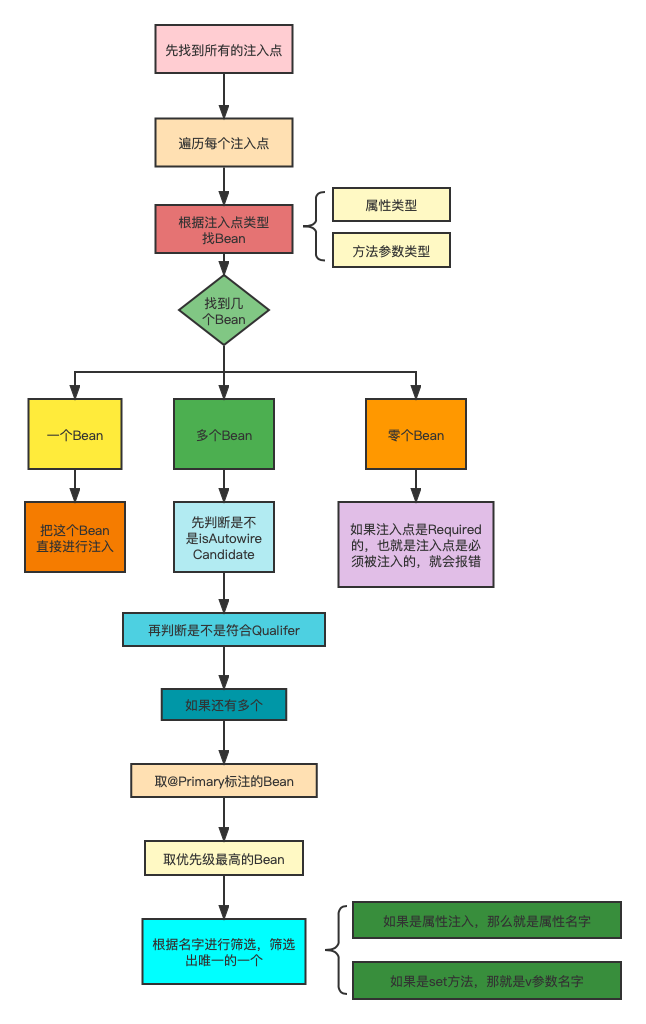 先找到所有的注入点
遍历每个注入点
根据注入点类型
找Bean
属性类型
方法参数类型
找到几
个Bean
一个Bean
多个Bean
零个Bean
把这个Bean
直接进行注入
先判断是不
是isAutowire
Candidate
如果注入点是Required
的，也就是注入点是必
须被注入的，就会报错
再判断是不是符合Qualifer
如果还有多个
取@Primary标注的Bean
取优先级最高的Bean
根据名字进行筛选，筛选
出唯一的一个
如果是属性注入，那么就是属性名字
如果是set方法，那就是v参数名字